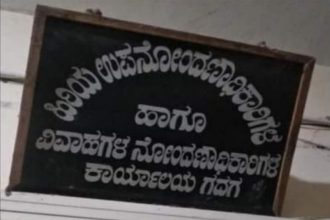 ಹಿರಿಯ ಉಪನೋಂದಣಾಧಿಕಾರಿಗಳ
ಹಾಗೂ
ವಿವಾಹಗಳ ನೋಂದಣಾಧಿಕಾರಿಗಳ
ಕಾರ್ಯಾಲಯ ಗದಗ